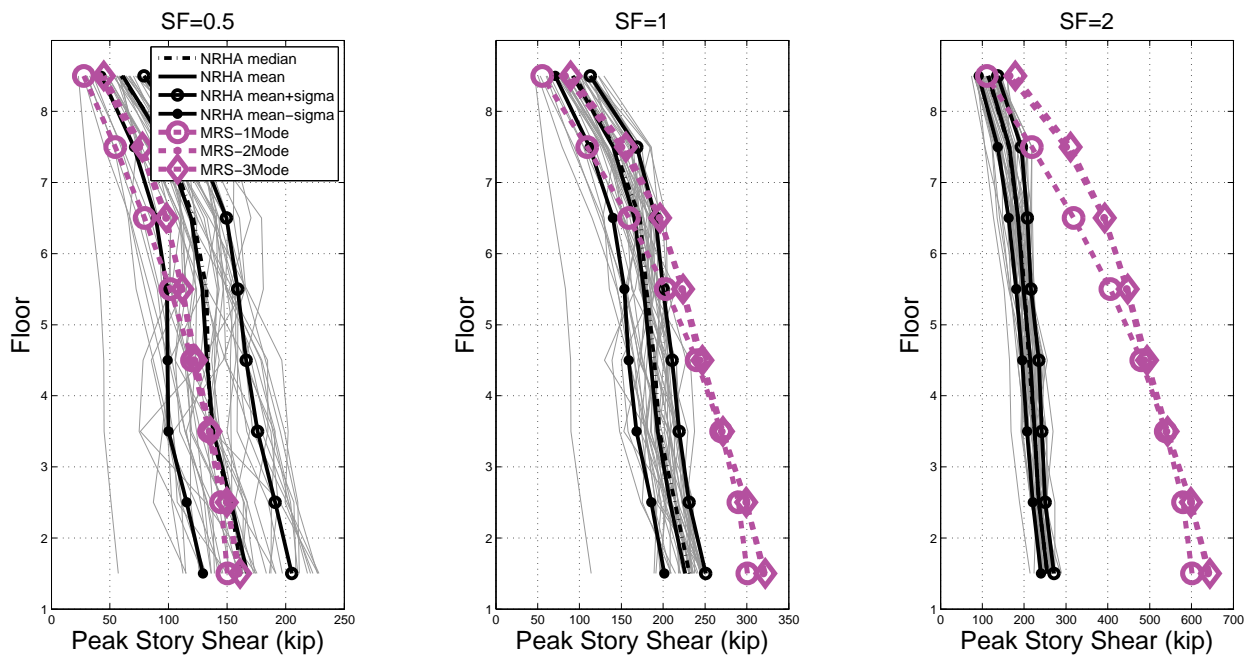 SF=0.5
SF=1
SF=2
NRHA median
NRHA mean
NRHA mean+sigma
NRHA mean-sigma
MRS-1Mode
MRS-2Mode
MRS-3Mode
Floor
8
7
6
5
4
3
2
1
0 50 100 150 200 250
Peak Story Shear (kip)
Floor
8
7
6
5
4
3
2
1
0 50 100 150 200 250 300 350
Peak Story Shear (kip)
Floor
8
7
6
5
4
3
2
1
0 100 200 300 400 500 600 700
Peak Story Shear (kip)